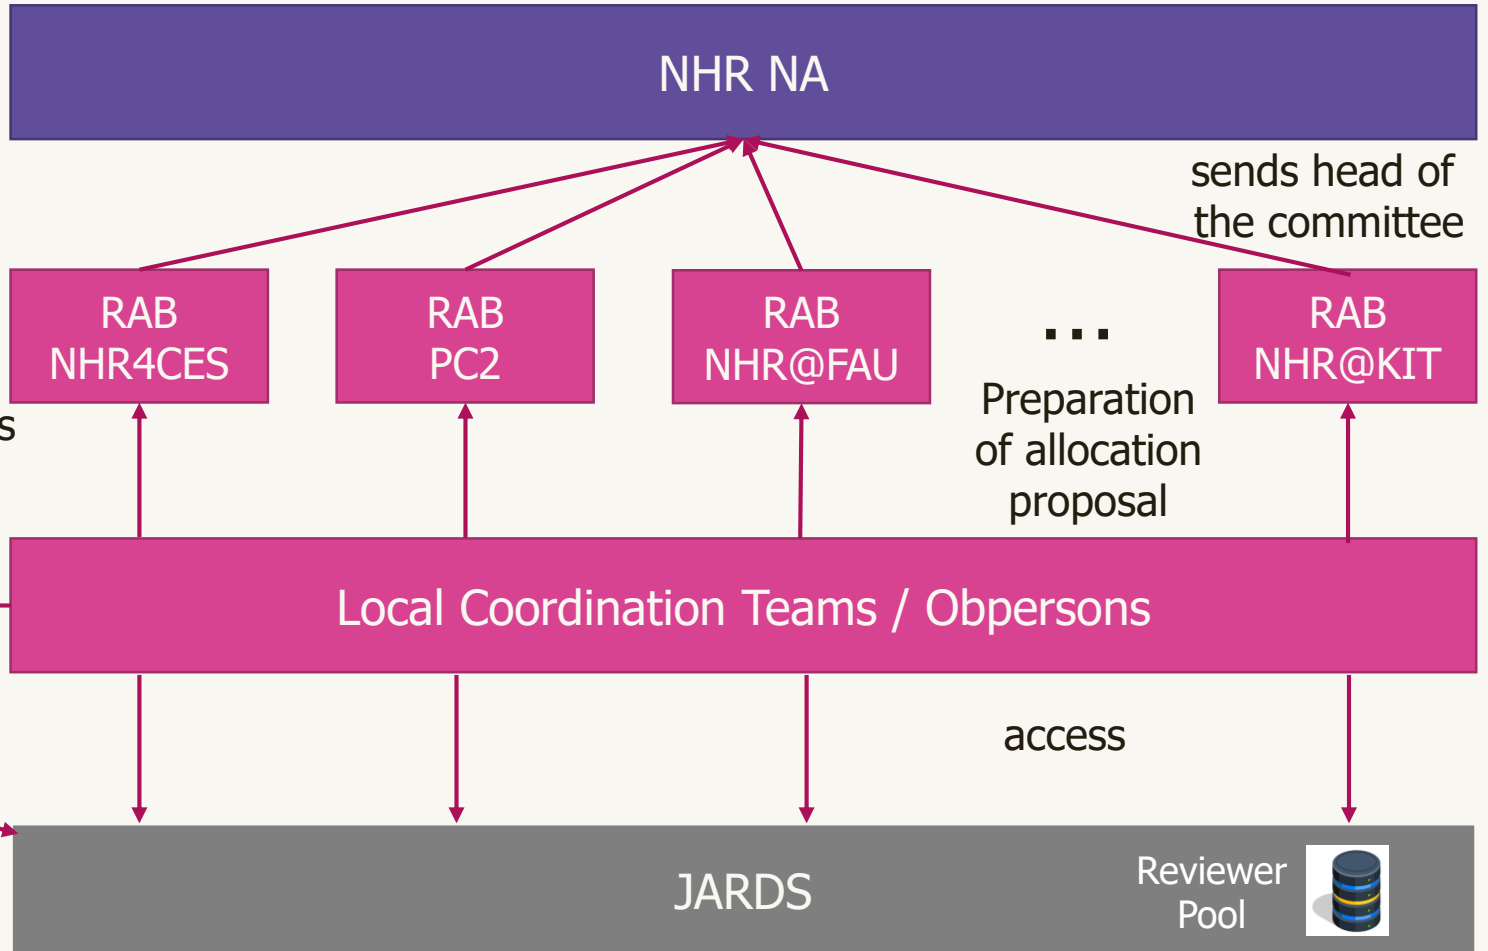 NHR NA
sends head of
the committee
RAB
NHR4CES
RAB
PC2
RAB
NHR@FAU
...
RAB
NHR@KIT
s
Preparation
of allocation
proposal
Local Coordination Teams / Obpersons
access
JARDS
Reviewer
Pool